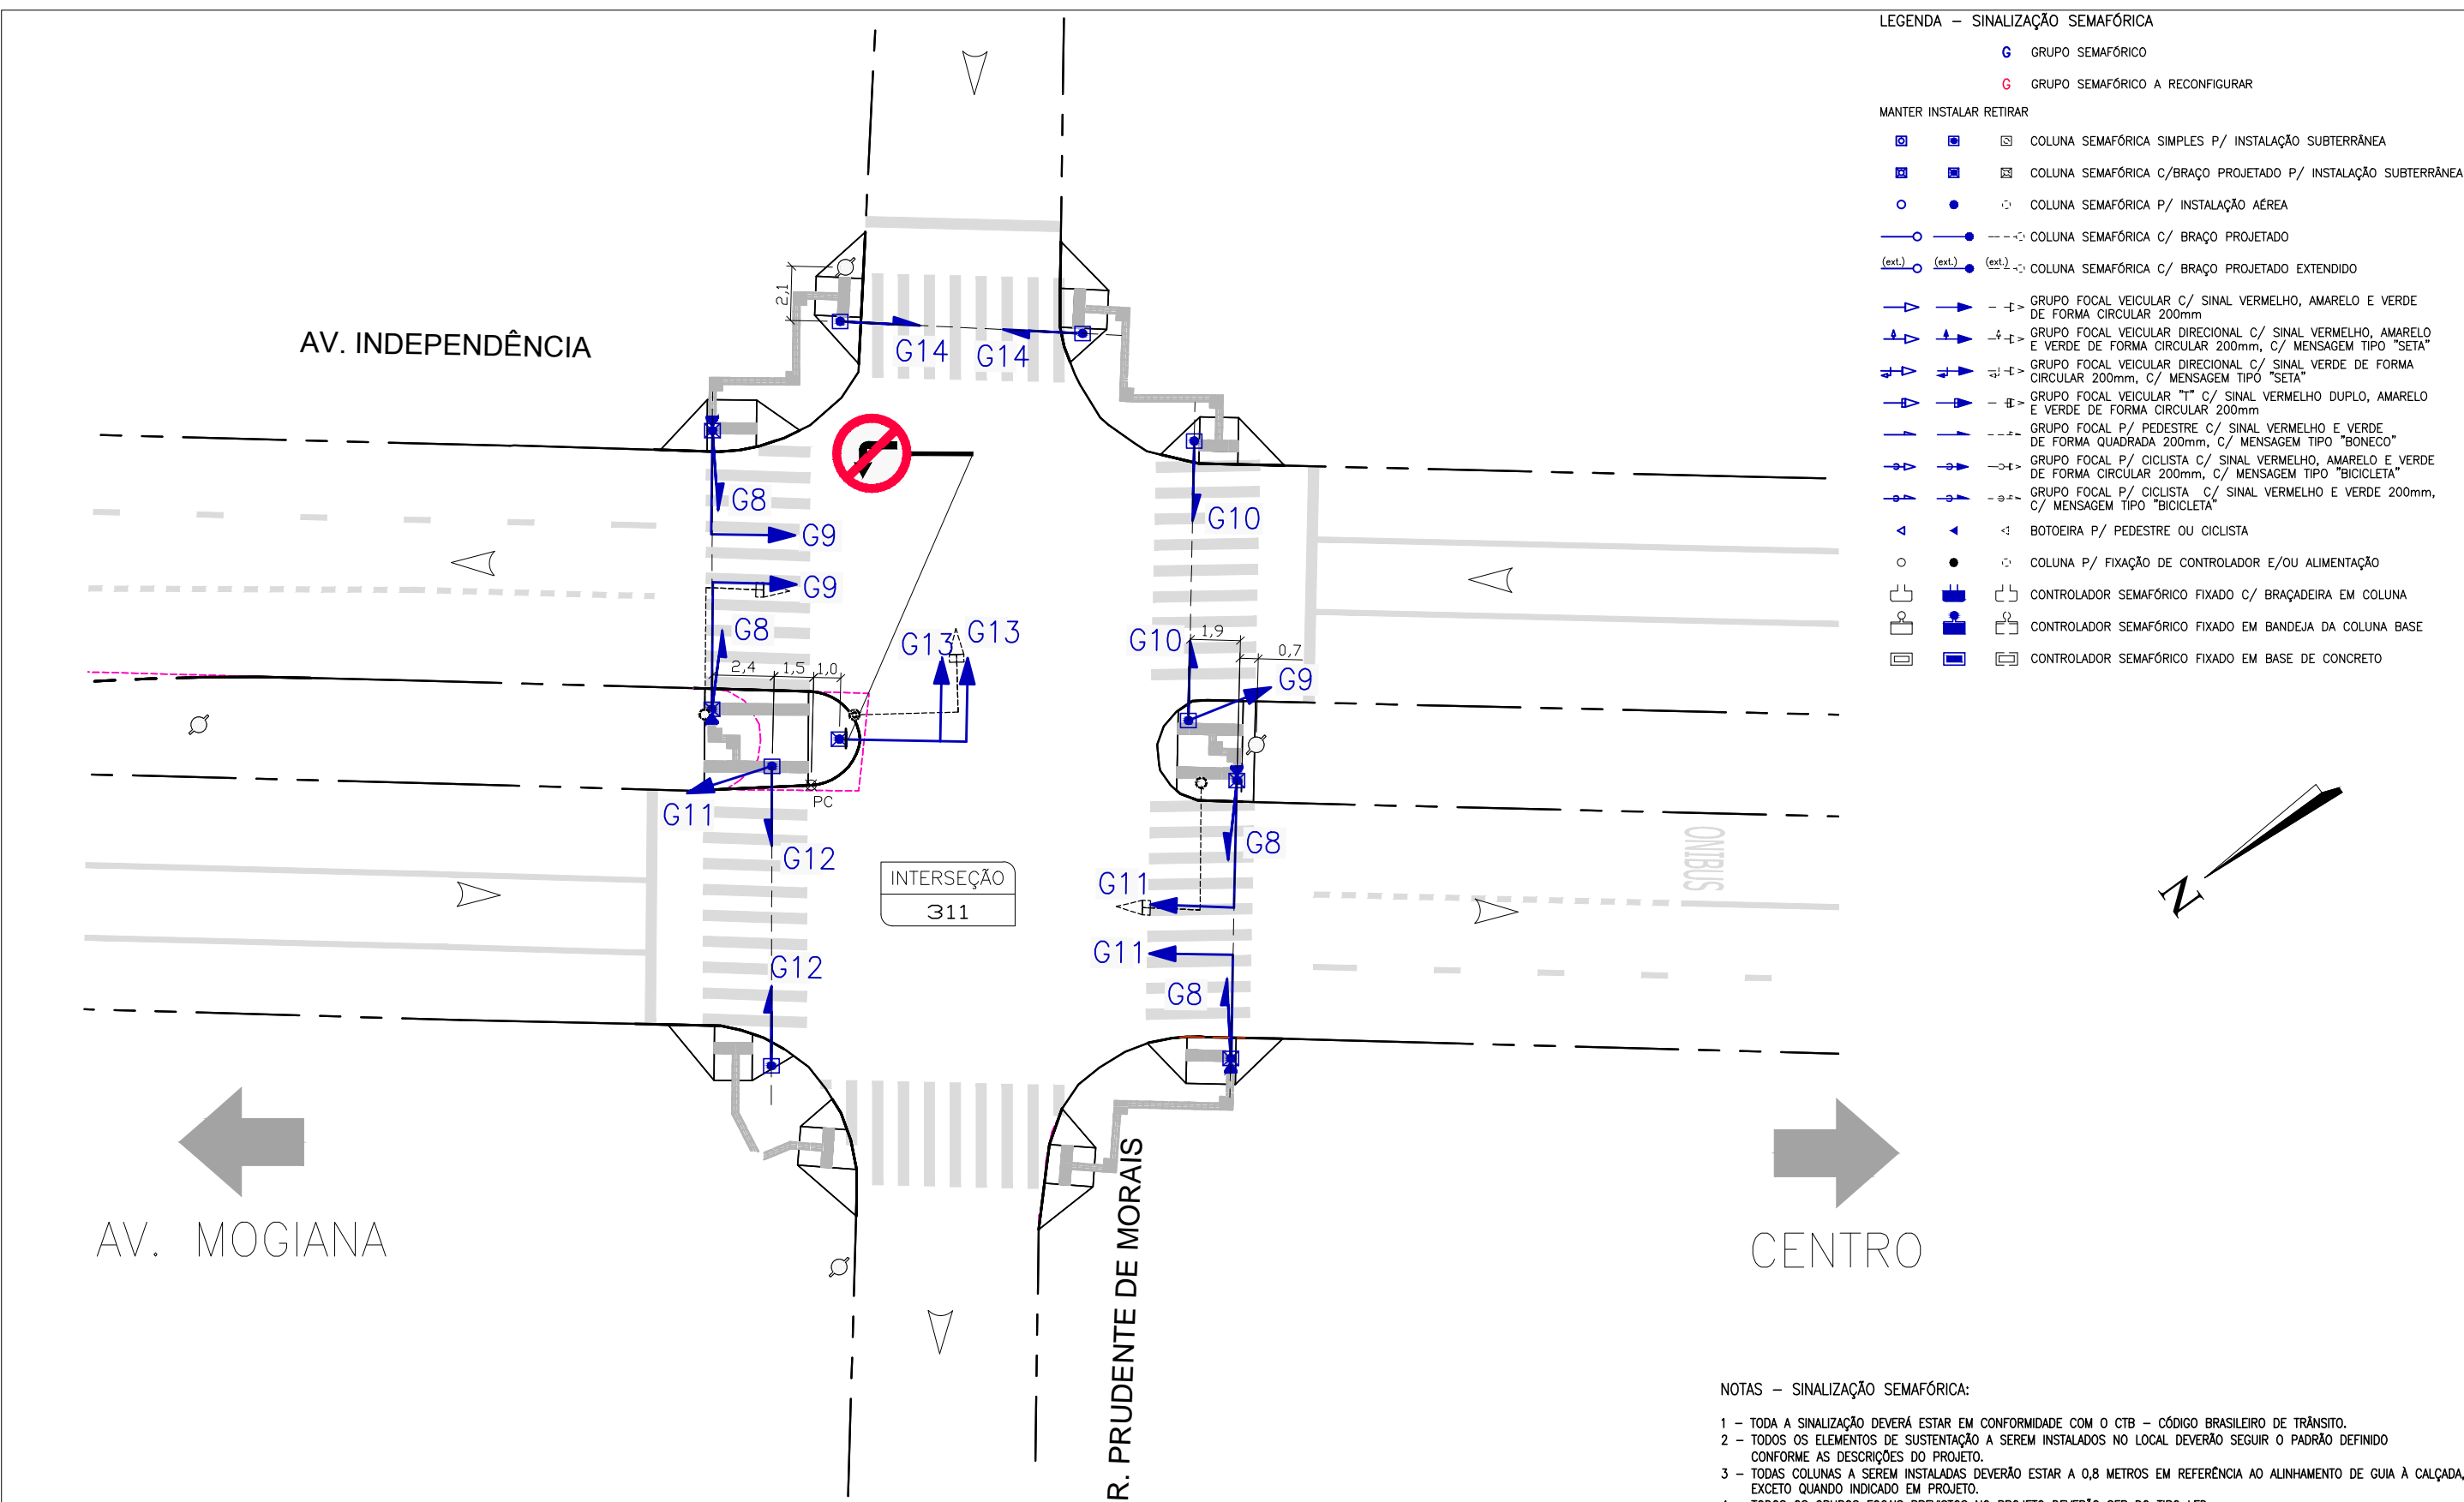 LEGENDA – SINALIZAÇÃO SEMAFÓRICA
G GRUPO SEMAFÓRICO
G GRUPO SEMAFÓRICO A RECONFIGURAR
MANTER INSTALAR RETIRAR
COLUNA SEMAFÓRICA SIMPLES P/ INSTALAÇÃO SUBTERRÂNEA
COLUNA SEMAFÓRICA C/BRAÇO PROJETADO P/ INSTALAÇÃO SUBTERRÂNEA
COLUNA SEMAFÓRICA P/ INSTALAÇÃO AÉREA
COLUNA SEMAFÓRICA C/ BRAÇO PROJETADO
(ext.) (ext.) (ext.) COLUNA SEMAFÓRICA C/ BRAÇO PROJETADO EXTENDIDO
GRUPO FOCAL VEICULAR C/ SINAL VERMELHO, AMARELO E VERDE
DE FORMA CIRCULAR 200mm
GRUPO FOCAL VEICULAR DIRECIONAL C/ SINAL VERMELHO, AMARELO
E VERDE DE FORMA CIRCULAR 200mm, C/ MENSAGEM TIPO "SETA"
GRUPO FOCAL VEICULAR DIRECIONAL C/ SINAL VERDE DE FORMA
CIRCULAR 200mm, C/ MENSAGEM TIPO "SETA"
GRUPO FOCAL VEICULAR "T" C/ SINAL VERMELHO DUPLO, AMARELO
E VERDE DE FORMA CIRCULAR 200mm
GRUPO FOCAL P/ PEDESTRE C/ SINAL VERMELHO E VERDE
DE FORMA QUADRADA 200mm, C/ MENSAGEM TIPO "BONECO"
GRUPO FOCAL P/ CICLISTA C/ SINAL VERMELHO, AMARELO E VERDE
DE FORMA CIRCULAR 200mm, C/ MENSAGEM TIPO "BICICLETA"
GRUPO FOCAL P/ CICLISTA C/ SINAL VERMELHO E VERDE 200mm,
C/ MENSAGEM TIPO "BICICLETA"
BOTOEIRA P/ PEDESTRE OU CICLISTA
COLUNA P/ FIXAÇÃO DE CONTROLADOR E/OU ALIMENTAÇÃO
CONTROLADOR SEMAFÓRICO FIXADO C/ BRAÇADEIRA EM COLUNA
CONTROLADOR SEMAFÓRICO FIXADO EM BANDEJA DA COLUNA BASE
CONTROLADOR SEMAFÓRICO FIXADO EM BASE DE CONCRETO
2,1
AV. INDEPENDÊNCIA
G14 G14
G8
G10
G9
G9
G8
G13 G13
G10
1,9
0,7
2,4 1,5 1,0
G9
G11
PC
G12
G8
INTERSEÇÃO
311
G11
ONIBUS
N
G11
G12
G8
AV. MOGIANA
R. PRUDENTE DE MORAIS
CENTRO
NOTAS – SINALIZAÇÃO SEMAFÓRICA:
1 – TODA A SINALIZAÇÃO DEVERÁ ESTAR EM CONFORMIDADE COM O CTB – CÓDIGO BRASILEIRO DE TRÂNSITO.
2 – TODOS OS ELEMENTOS DE SUSTENTAÇÃO A SEREM INSTALADOS NO LOCAL DEVERÃO SEGUIR O PADRÃO DEFINIDO
CONFORME AS DESCRIÇÕES DO PROJETO.
3 – TODAS COLUNAS A SEREM INSTALADAS DEVERÃO ESTAR A 0,8 METROS EM REFERÊNCIA AO ALINHAMENTO DE GUIA À CALÇADA,
EXCETO QUANDO INDICADO EM PROJETO.